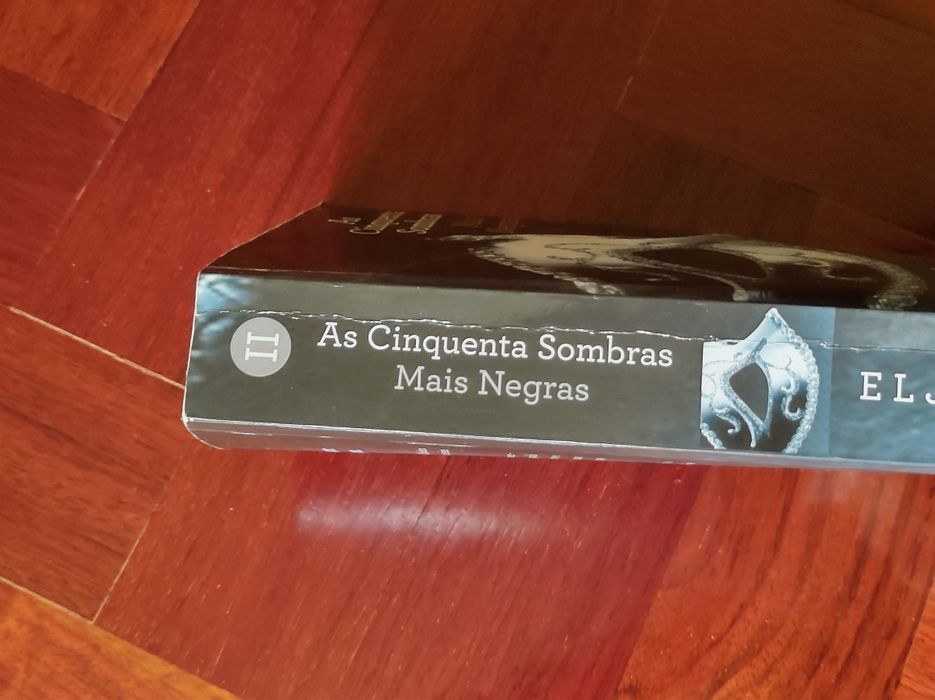 II
As Cinquenta Sombras
Mais Negras
E L J